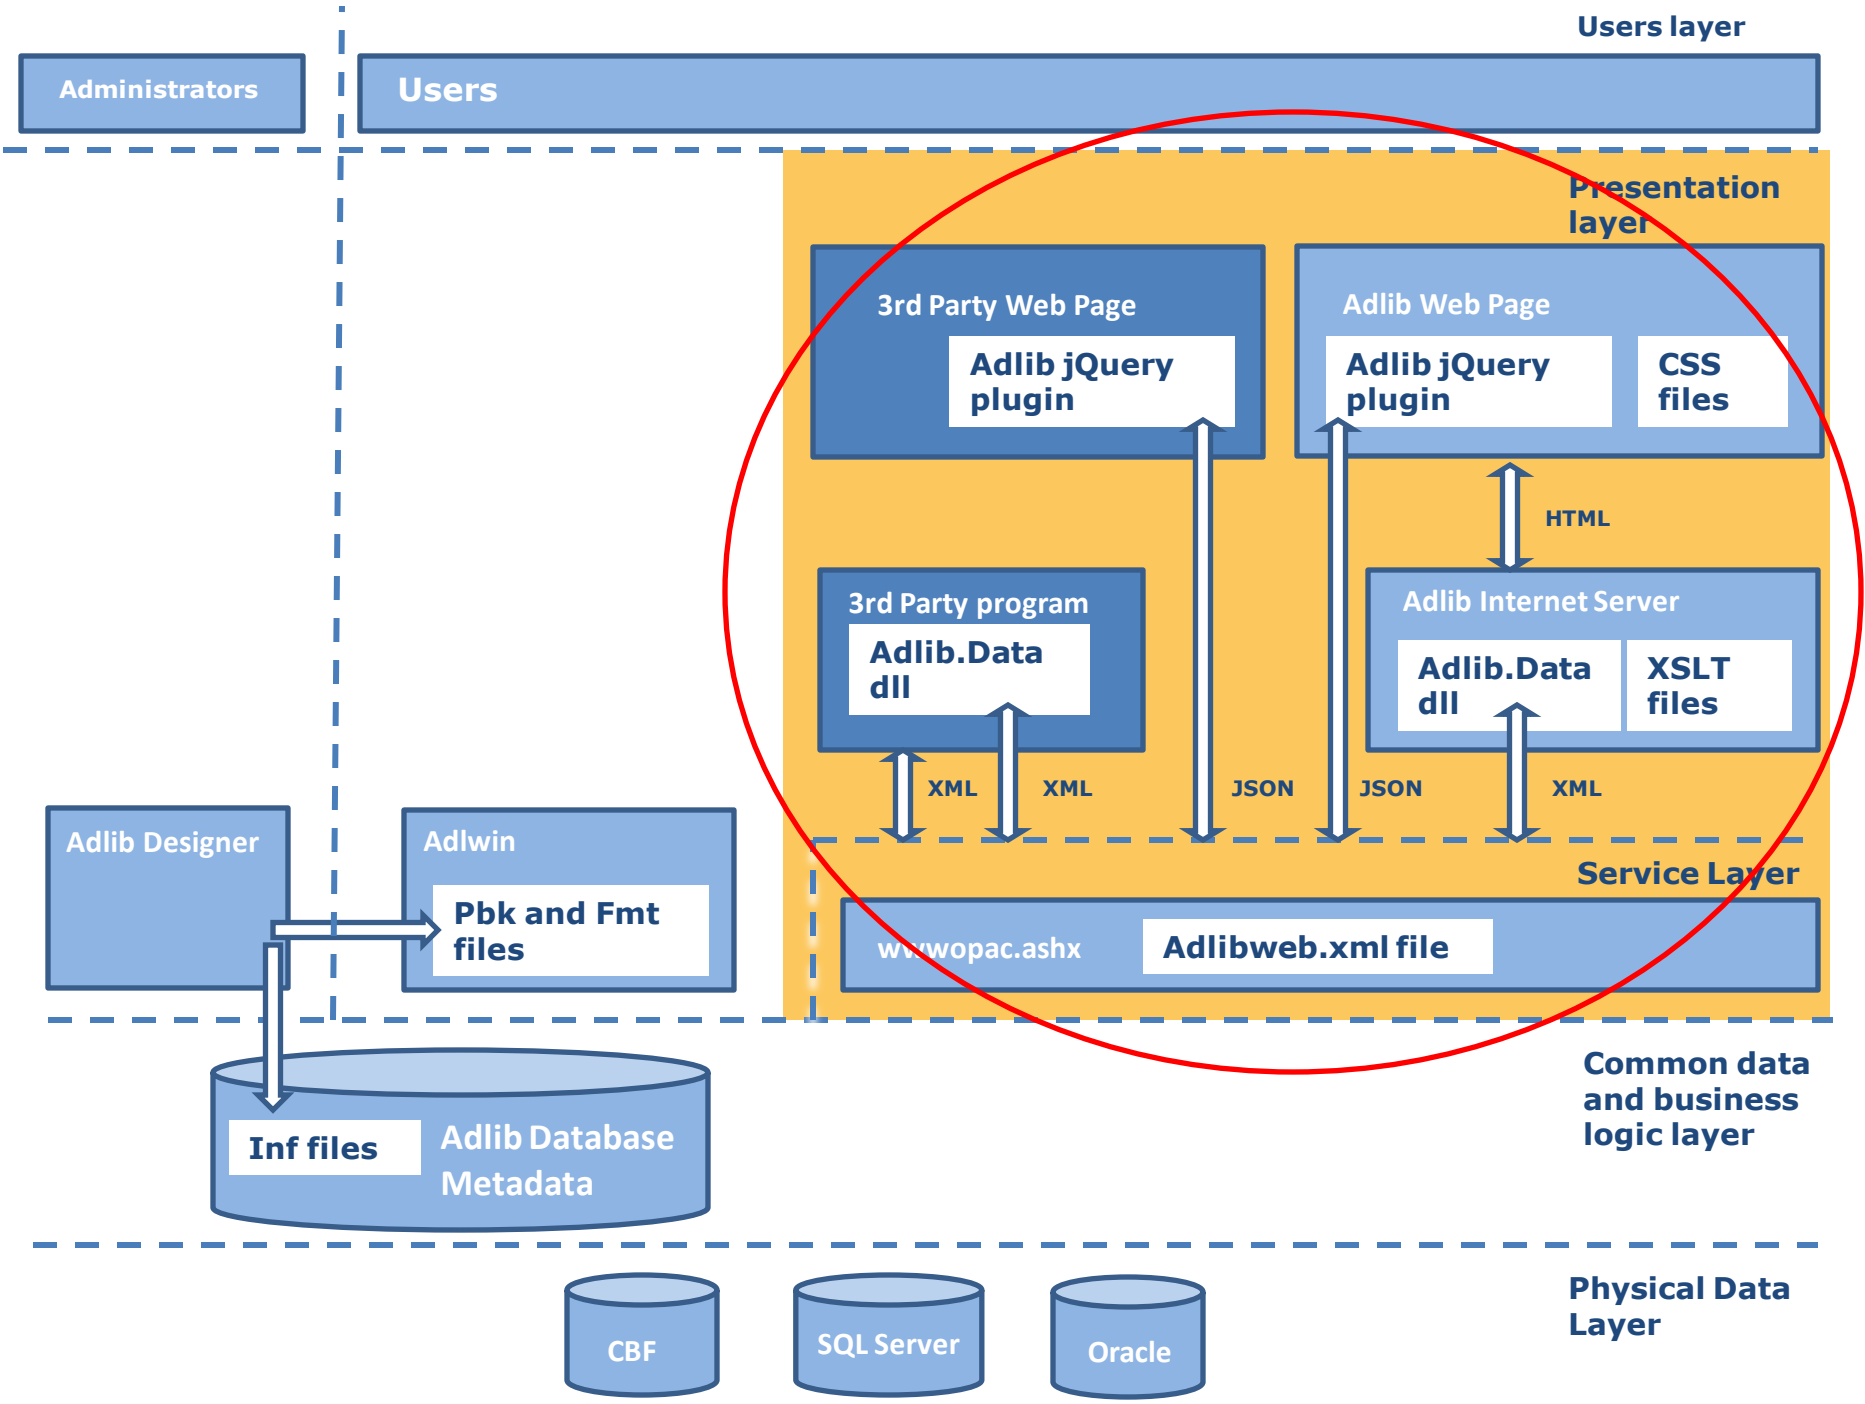 Users layer
Administrators
Users
Presentation
layer
3rd Party Web Page
Adlib jQuery
plugin
Adlib Web Page
Adlib jQuery
plugin
CSS
files
HTML
3rd Party program
Adlib.Data
dll
Adlib Internet Server
Adlib.Data
dll
XSLT
files
XML
XML
JSON
JSON
XML
Adlib Designer
Adlwin
Pbk and Fmt
files
Service Layer
wwwopac.ashx
Adlibweb.xml file
Common data
and business
logic layer
Inf files
Adlib Database
Metadata
Physical Data
Layer
CBF
SQL Server
Oracle